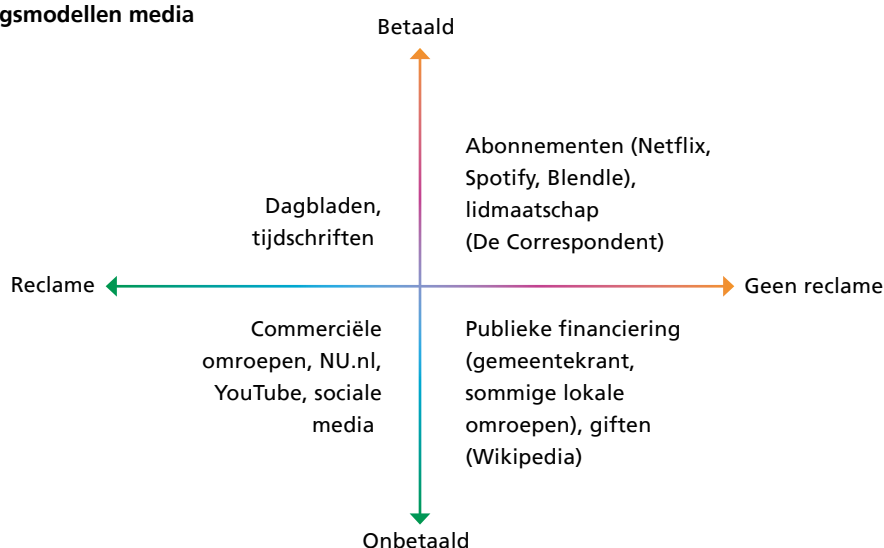 gsmodellen media
Betaald
Abonnementen (Netflix,
Spotify, Blendle),
lidmaatschap
(De Correspondent)
Dagbladen,
tijdschriften
Reclame
Geen reclame
Commerciële
omroepen, NU.nl,
YouTube, sociale
media
Publieke financiering
(gemeentekrant,
sommige lokale
omroepen), giften
(Wikipedia)
Onbetaald